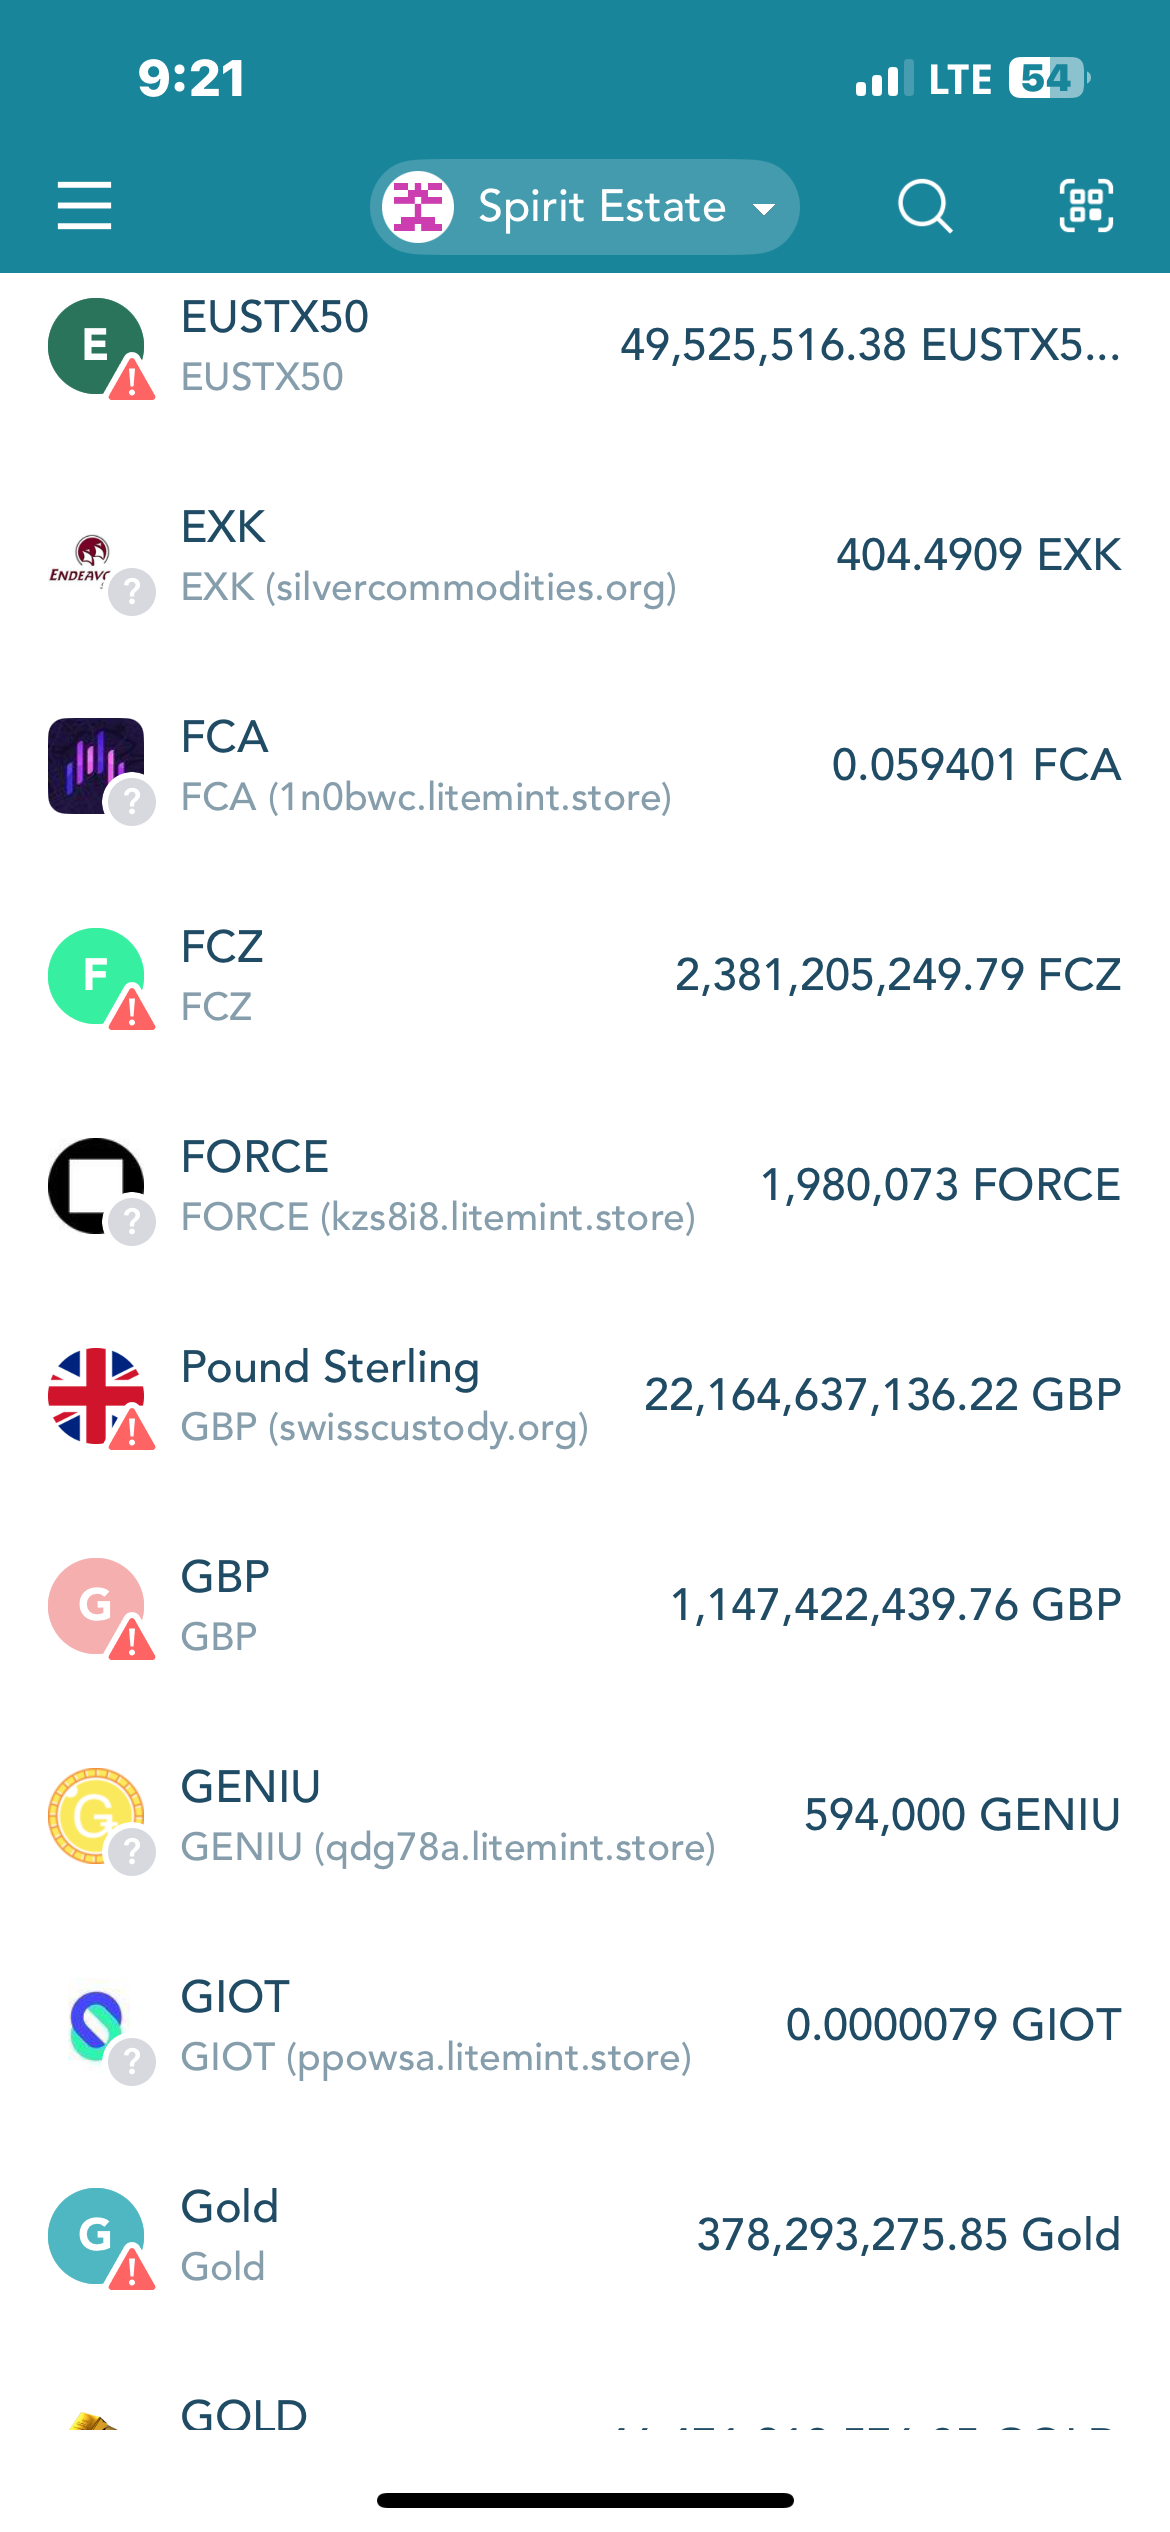 9:21
LTE 54
Spirit Estate
EUSTX50
49,525,516.38 EUSTX5...
EUSTX50
EXK
404.4909 EXK
EXK (silvercommodities.org)
FCA
0.059401 FCA
FCA (1n0bwc.litemint.store)
E
FCZ
2,381,205,249.79 FCZ
FCZ
F
FORCE
1,980,073 FORCE
FORCE (kzs8i8.litemint.store)
Pound Sterling
22,164,637,136.22 GBP
GBP (swisscustody.org)
GBP
G
1,147,422,439.76 GBP
GBP
GENIU
594,000 GENIU
GENIU (qdg78a.litemint.store)
GIOT
0.0000079 GIOT
GIOT (ppowsa.litemint.store)
Gold
G
378,293,275.85 Gold
Gold
GOLD